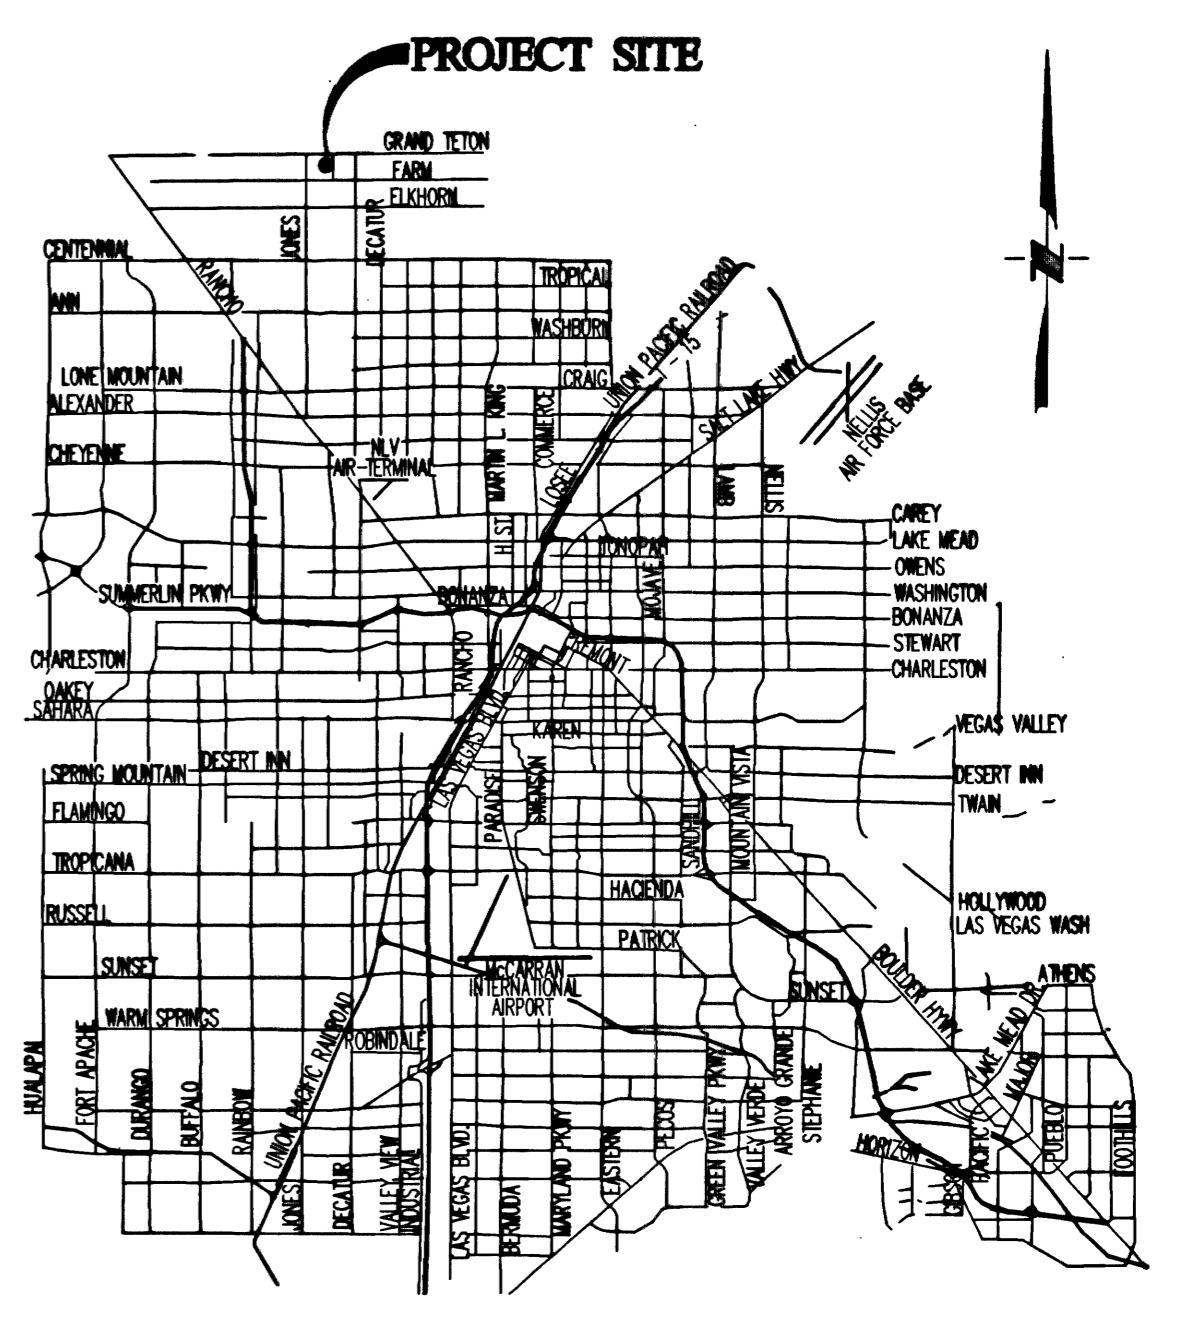 PROJECT SITE
GRAND TETON
FARM
ELKHORN
JONES
DECATUR
CENTENNIAL
RANCHO
TROPICAL
UNION PACIFIC RAILROAD
ANN
WASHBURN
I-15
LONE MOUNTAIN
CRAIG
SALT LAKE HWY
ALEXANDER
MARTIN L. KING
COMMERCE
NELLIS
AIR FORCE BASE
CHEYENNE
NLV
AIR-TERMINAL
LOSEE
LAMB
NELLIS
CAREY
H ST.
TONOPAH
LAKE MEAD
OWENS
MOJAVE
SUMMERLIN PKWY
BONANZA
WASHINGTON
BONANZA
FREMONT
STEWART
CHARLESTON
RANCHO
CHARLESTON
OAKEY
SAHARA
LAS VEGAS BLVD.
KAREN
VEGAS VALLEY
SPRING MOUNTAIN
DESERT INN
PARADISE
SWENSON
MOUNTAIN VISTA
DESERT INN
FLAMINGO
SANDHILL
TWAIN
TROPICANA
HACIENDA
HOLLYWOOD
LAS VEGAS WASH
RUSSELL
PATRICK
BOULDER HWY
SUNSET
McCARRAN
INTERNATIONAL
AIRPORT
SUNSET
ATHENS
LAKE MEAD DR.
WARM SPRINGS
ROBINDALE
UNION PACIFIC RAILROAD
MAJOR
HUALAPAI
FORT APACHE
DURANGO
BUFFALO
RAINBOW
JONES
DECATUR
VALLEY VIEW
INDUSTRIAL
LAS VEGAS BLVD.
BERMUDA
MARYLAND PKWY
EASTERN
PECOS
GREEN VALLEY PKWY
VALLEY VERDE
ARROYO GRANDE
STEPHANIE
HORIZON
GIBSON
PACIFIC
PUEBLO
FOOTHILLS